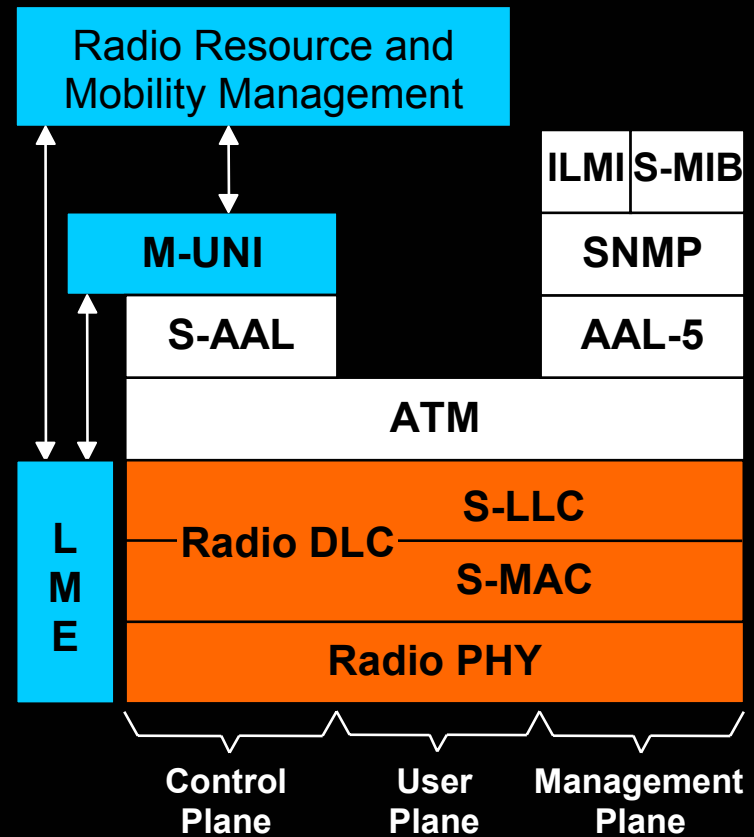 Radio Resource and
Mobility Management
ILMI S-MIB
M-UNI
SNMP
S-AAL
AAL-5
ATM
L
M
E
S-LLC
Radio DLC
S-MAC
Radio PHY
Control
Plane
User
Plane
Management
Plane